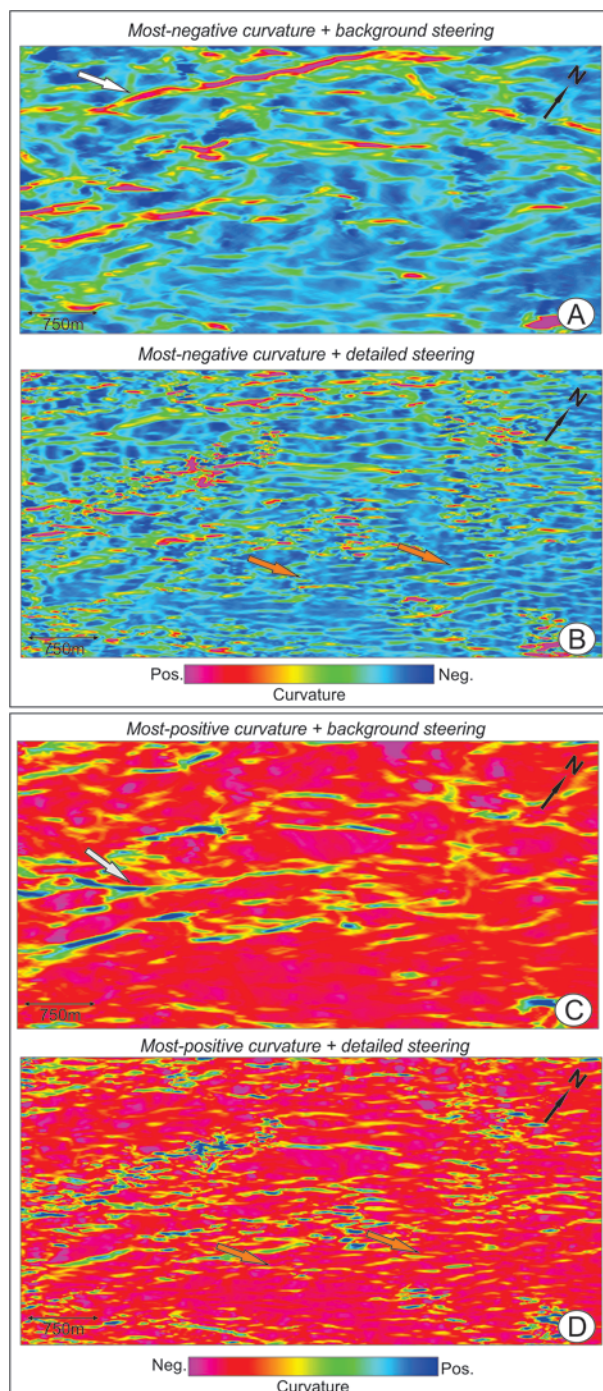 Most-negative curvature + background steering
N
750m
A
Most-negative curvature + detailed steering
N
750m
B
Pos.
Neg.
Curvature
Most-positive curvature + background steering
N
750m
C
Most-positive curvature + detailed steering
N
750m
D
Neg.
Pos.
Curvature